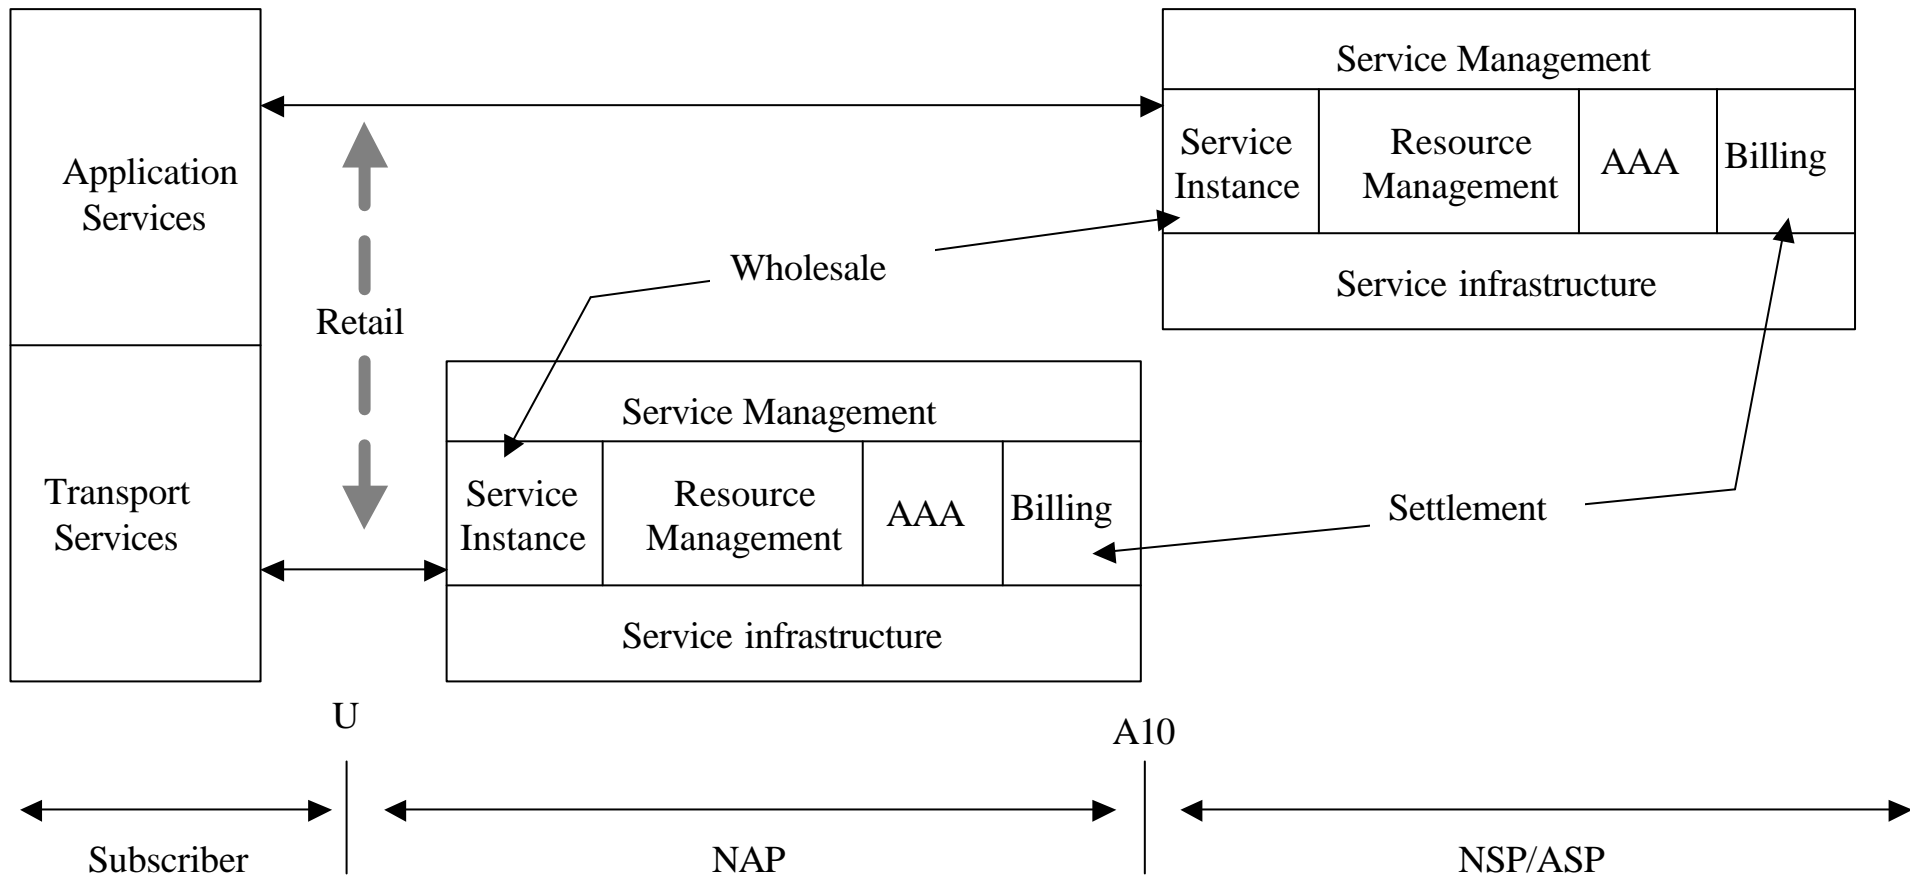 Service Management
Application
Services
Service
Instance
Resource
Management
AAA
Billing
Wholesale
Service infrastructure
Retail
Service Management
Transport
Services
Service
Instance
Resource
Management
AAA
Billing
Settlement
Service infrastructure
U
A10
Subscriber
NAP
NSP/ASP